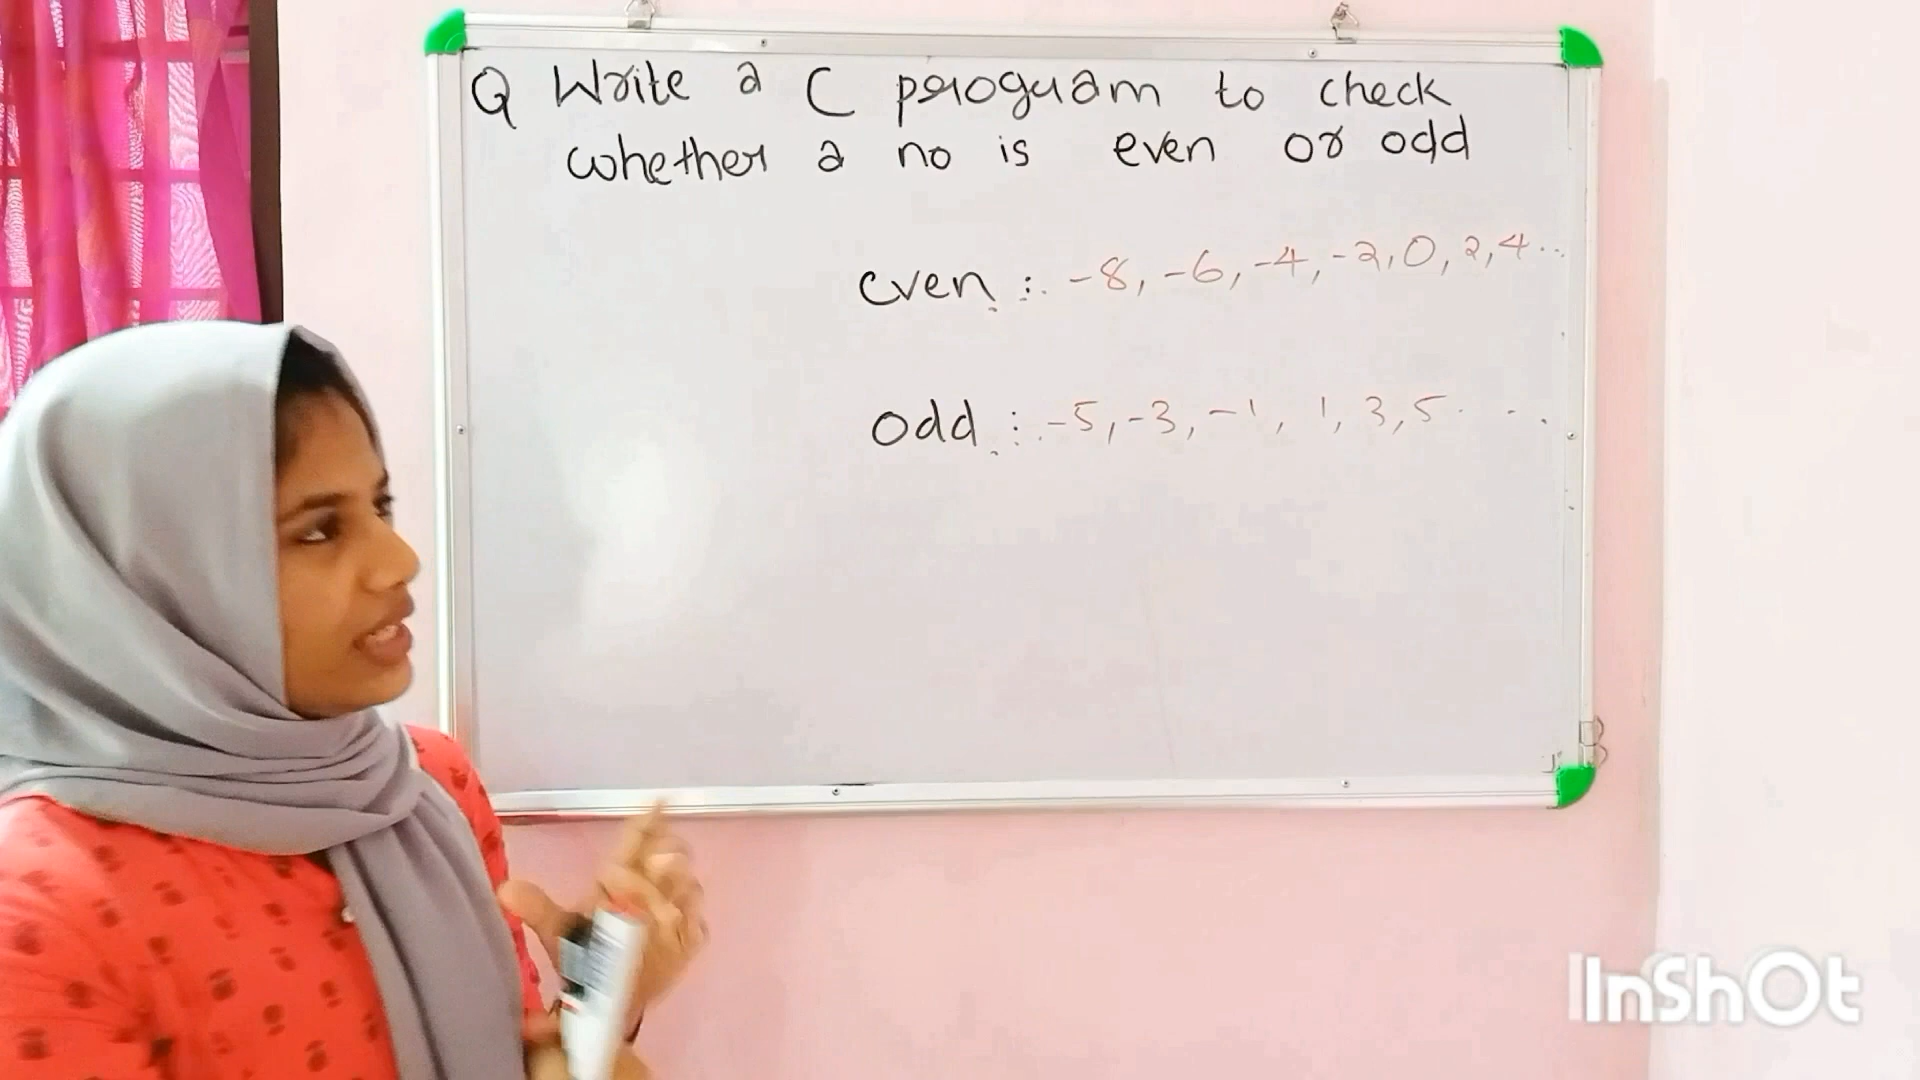 Q Write a C program to check
whether a no is even or odd
even : -8, -6, -4, -2, 0, 2, 4...
odd : -5, -3, -1, 1, 3, 5...
InShOt